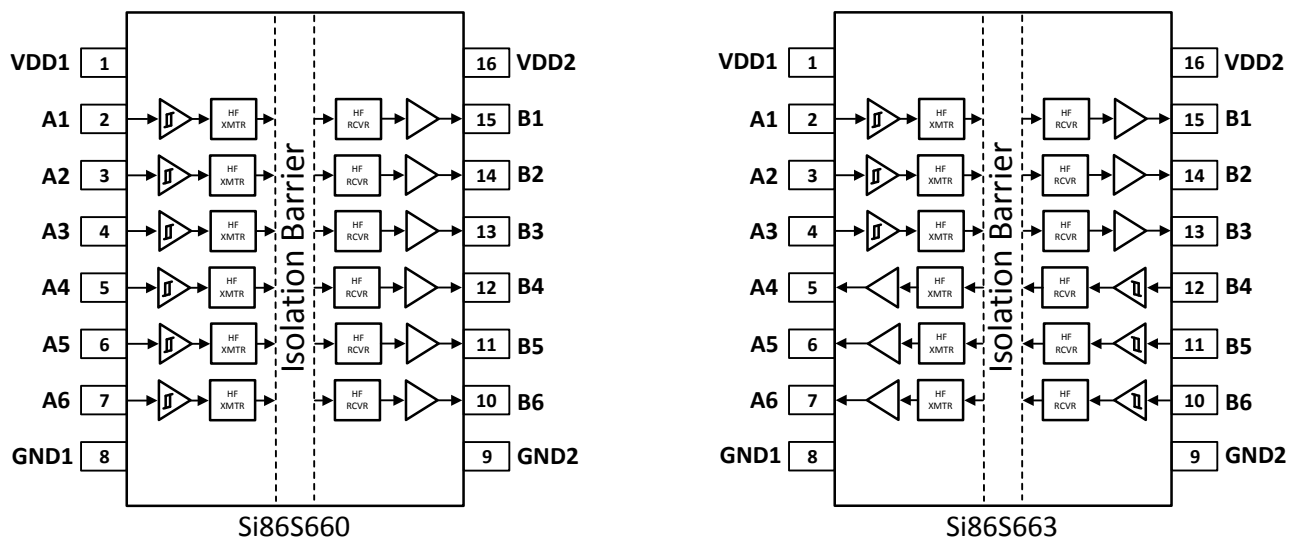 VDD1 1 16 VDD2
A1 2 HF XMTR HF RCVR 15 B1
A2 3 HF XMTR HF RCVR 14 B2
A3 4 HF XMTR HF RCVR 13 B3
A4 5 HF XMTR HF RCVR 12 B4
A5 6 HF XMTR HF RCVR 11 B5
A6 7 HF XMTR HF RCVR 10 B6
GND1 8 9 GND2
Isolation Barrier
Si86S660
VDD1 1 16 VDD2
A1 2 HF XMTR HF RCVR 15 B1
A2 3 HF XMTR HF RCVR 14 B2
A3 4 HF XMTR HF RCVR 13 B3
A4 5 HF XMTR HF RCVR 12 B4
A5 6 HF XMTR HF RCVR 11 B5
A6 7 HF XMTR HF RCVR 10 B6
GND1 8 9 GND2
Isolation Barrier
Si86S663